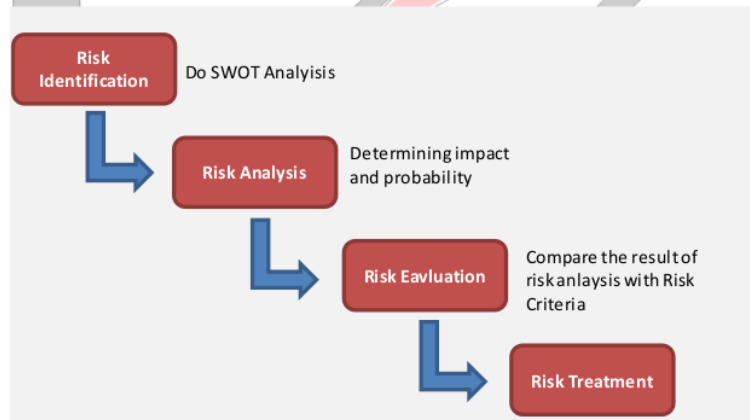 Risk
Identification
Do SWOT Analyisis
Risk Analysis
Determining impact
and probability
Risk Eavluation
Compare the result of
risk anlaysis with Risk
Criteria
Risk Treatment